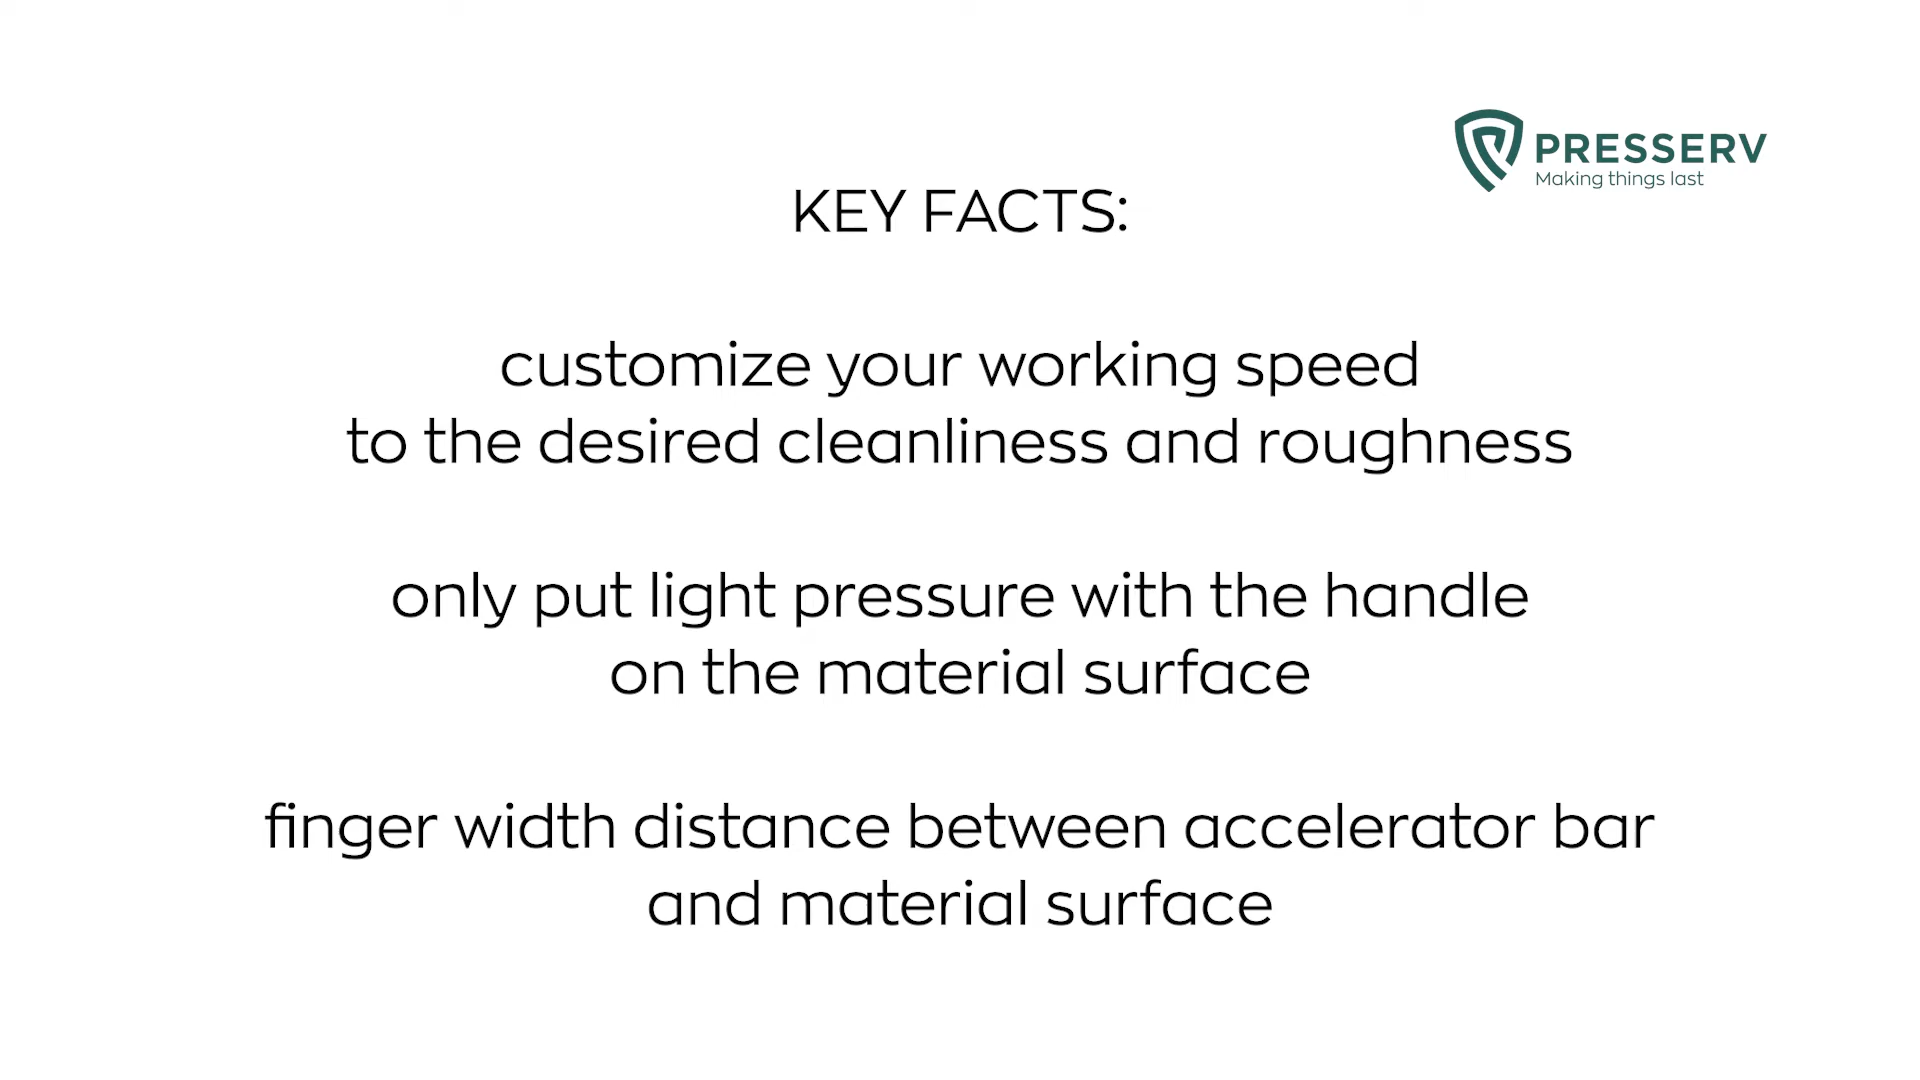 PRESSERV
Making things last
KEY FACTS:
customize your working speed
to the desired cleanliness and roughness
only put light pressure with the handle
on the material surface
finger width distance between accelerator bar
and material surface